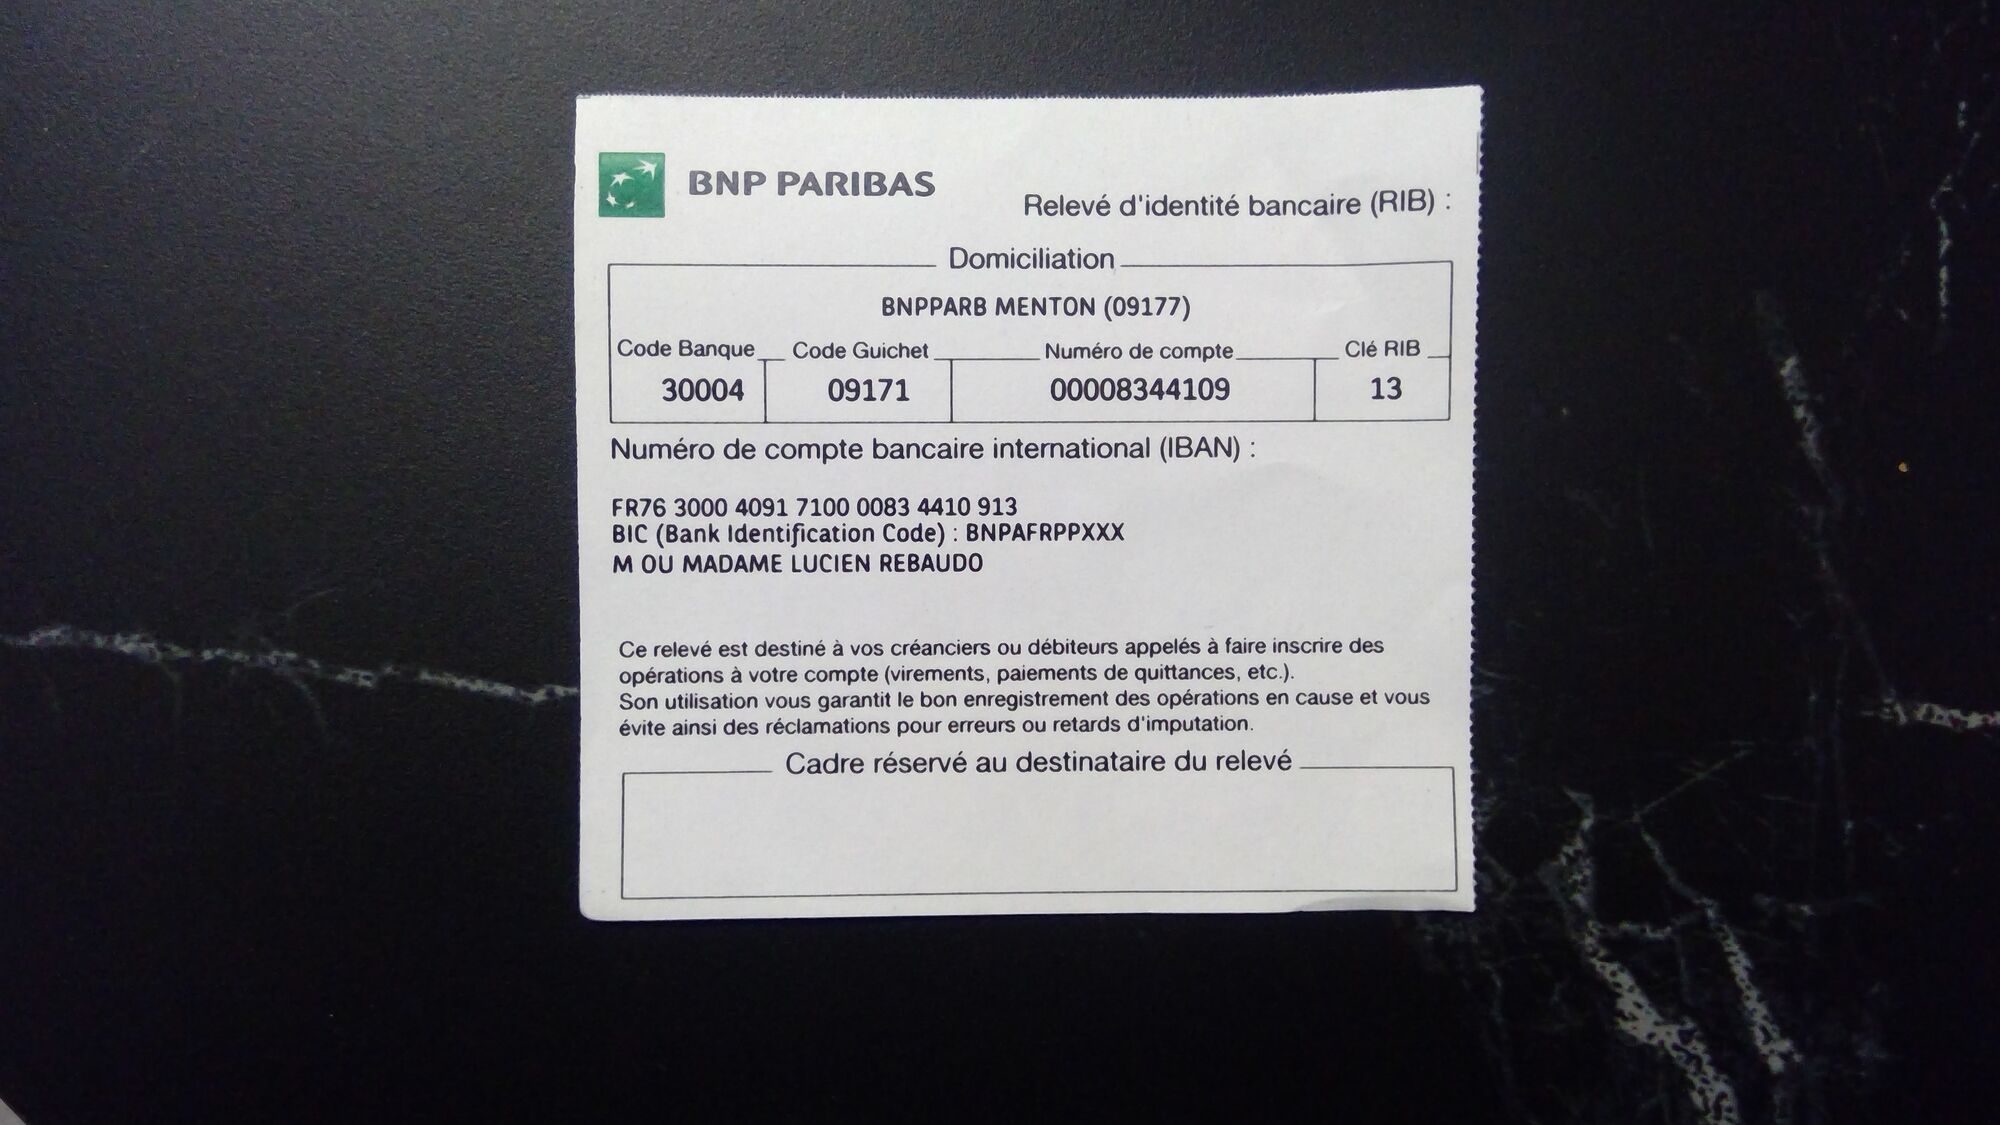 BNP PARIBAS
Relevé d'identité bancaire (RIB) :
Domiciliation
BNPPARB MENTON (09177)
Code Banque Code Guichet Numéro de compte Clé RIB
30004 09171 00008344109 13
Numéro de compte bancaire international (IBAN) :
FR76 3000 4091 7100 0083 4410 913
BIC (Bank Identification Code) : BNPAFRPPXXX
M OU MADAME LUCIEN REBAUDO
Ce relevé est destiné à vos créanciers ou débiteurs appelés à faire inscrire des
opérations à votre compte (virements, paiements de quittances, etc.).
Son utilisation vous garantit le bon enregistrement des opérations en cause et vous
évite ainsi des réclamations pour erreurs ou retards d'imputation.
Cadre réservé au destinataire du relevé